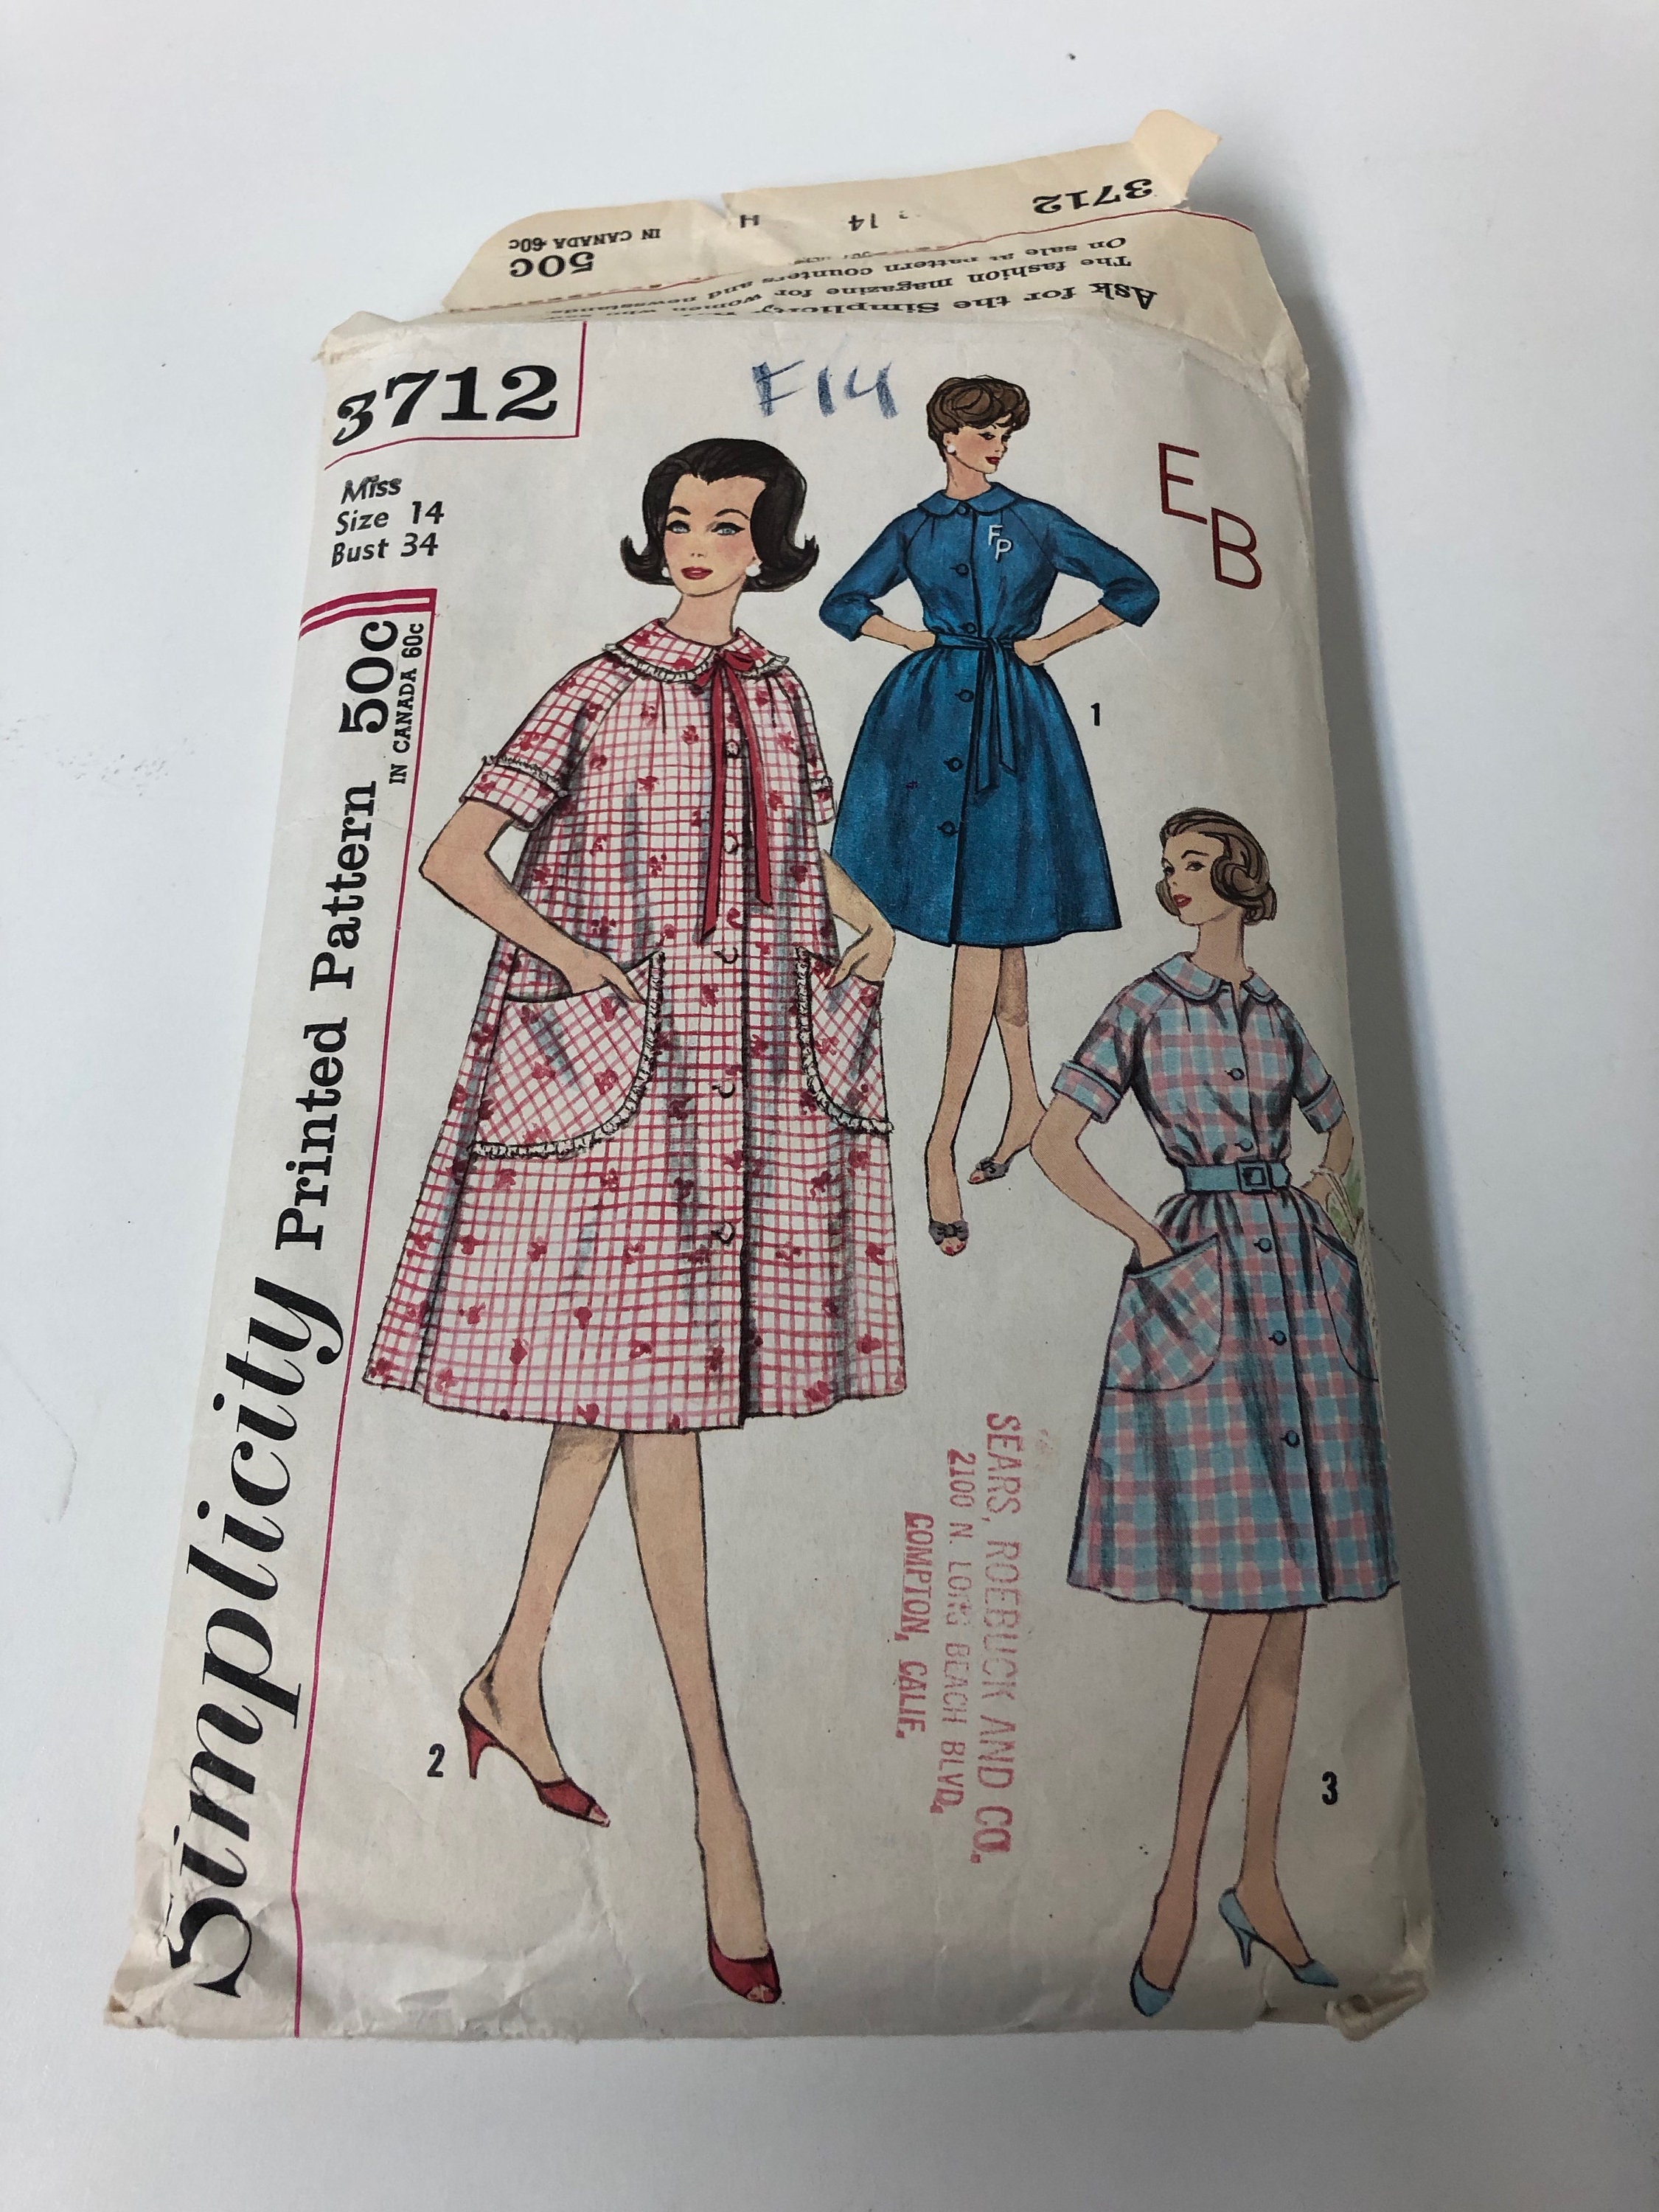 3712
14 H
IN CANADA 60c
50c
On sale at pattern counters and newsstands
The fashion magazine for women who sew
Ask for the Simplicity
3712
F14
Miss
Size 14
Bust 34
50c
IN CANADA 60c
Simplicity Printed Pattern
E
B
FP
1
2
3
SEARS, ROEBUCK AND CO.
2100 N. LONG BEACH BLVD.
COMPTON, CALIF.